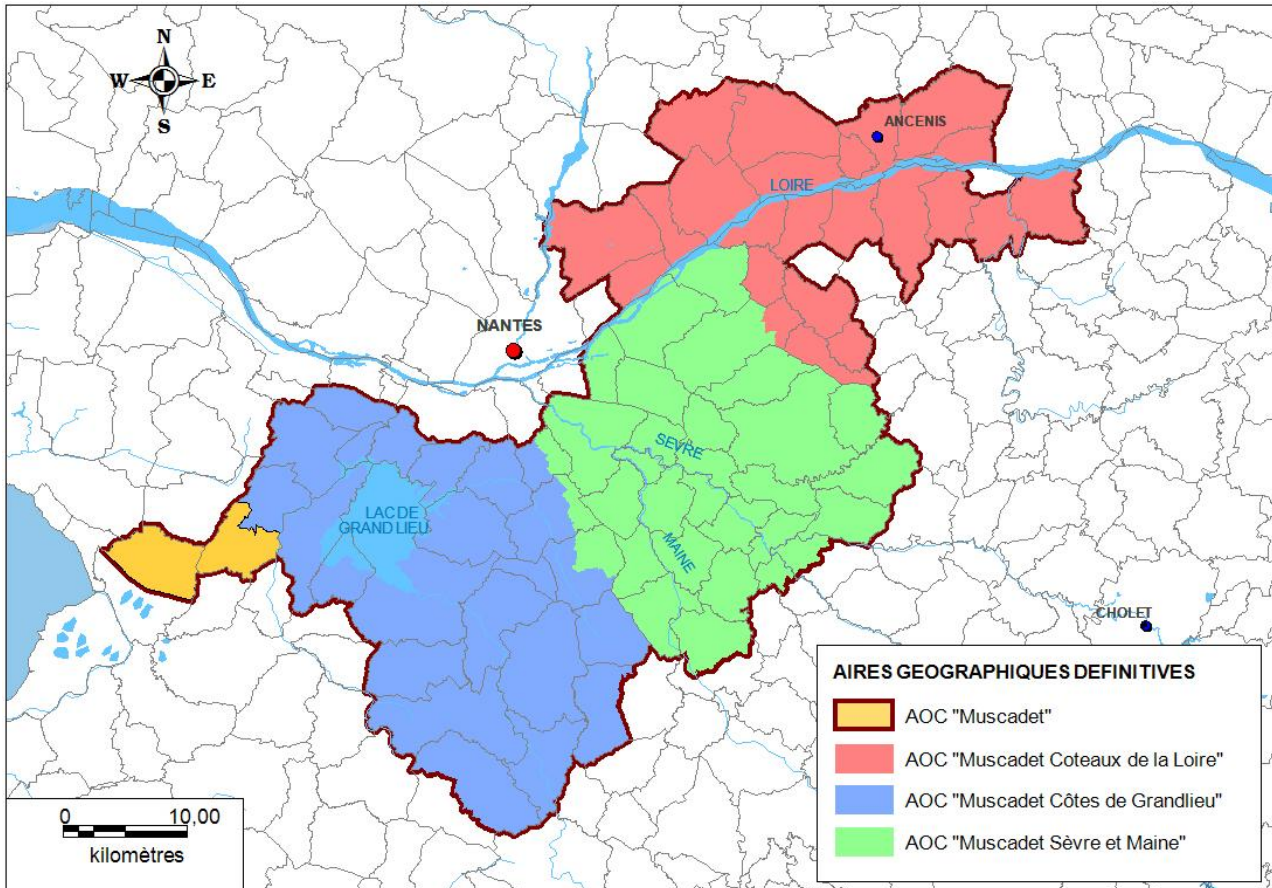 N
W E
S
ANCENIS
LOIRE
NANTES
SEVRE
LAC DE
GRAND LIEU
MAINE
CHOLET
AIRES GEOGRAPHIQUES DEFINITIVES
AOC "Muscadet"
AOC "Muscadet Coteaux de la Loire"
AOC "Muscadet Côtes de Grandlieu"
AOC "Muscadet Sèvre et Maine"
0 10,00
kilomètres